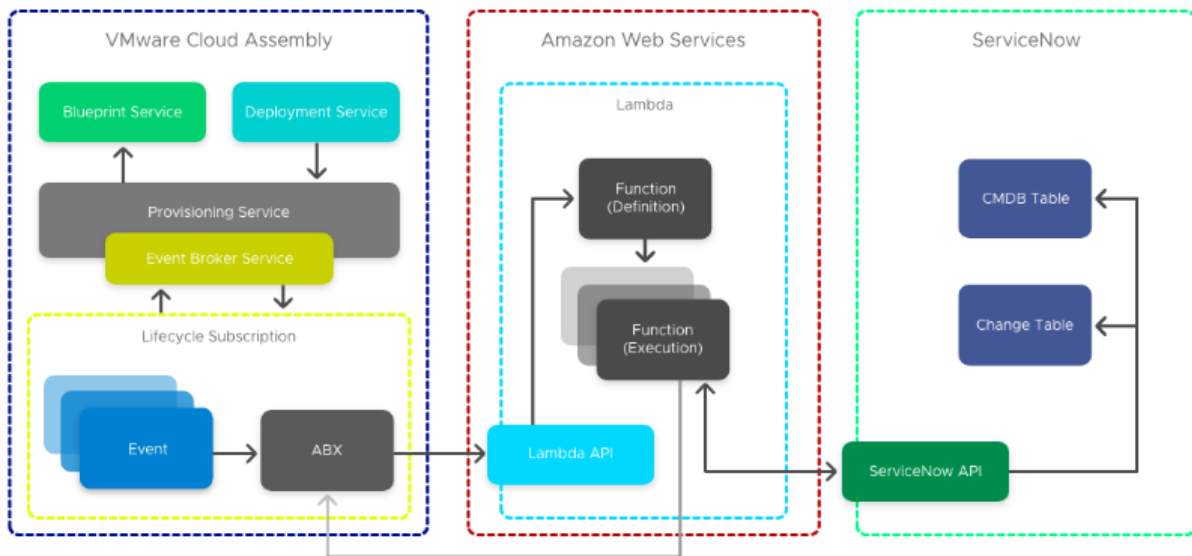 VMware Cloud Assembly
Blueprint Service
Deployment Service
Provisioning Service
Event Broker Service
Lifecycle Subscription
Event
ABX
Amazon Web Services
Lambda
Function
(Definition)
Function
(Execution)
Lambda API
ServiceNow
CMDB Table
Change Table
ServiceNow API